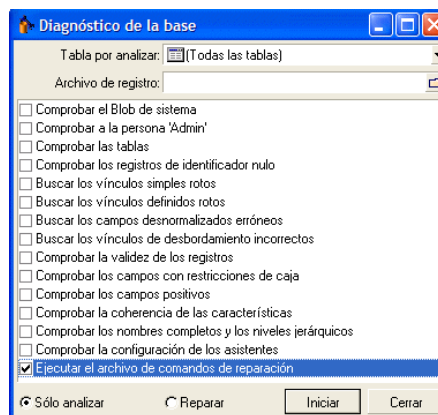 Diagnóstico de la base
Tabla por analizar: (Todas las tablas)
Archivo de registro:
Comprobar el Blob de sistema
Comprobar a la persona 'Admin'
Comprobar las tablas
Comprobar los registros de identificador nulo
Buscar los vínculos simples rotos
Buscar los vínculos definidos rotos
Buscar los campos desnormalizados erróneos
Buscar los vínculos de desbordamiento incorrectos
Comprobar la validez de los registros
Comprobar los campos con restricciones de caja
Comprobar los campos positivos
Comprobar la coherencia de las características
Comprobar los nombres completos y los niveles jerárquicos
Comprobar la configuración de los asistentes
Ejecutar el archivo de comandos de reparación
Sólo analizar Reparar Iniciar Cerrar